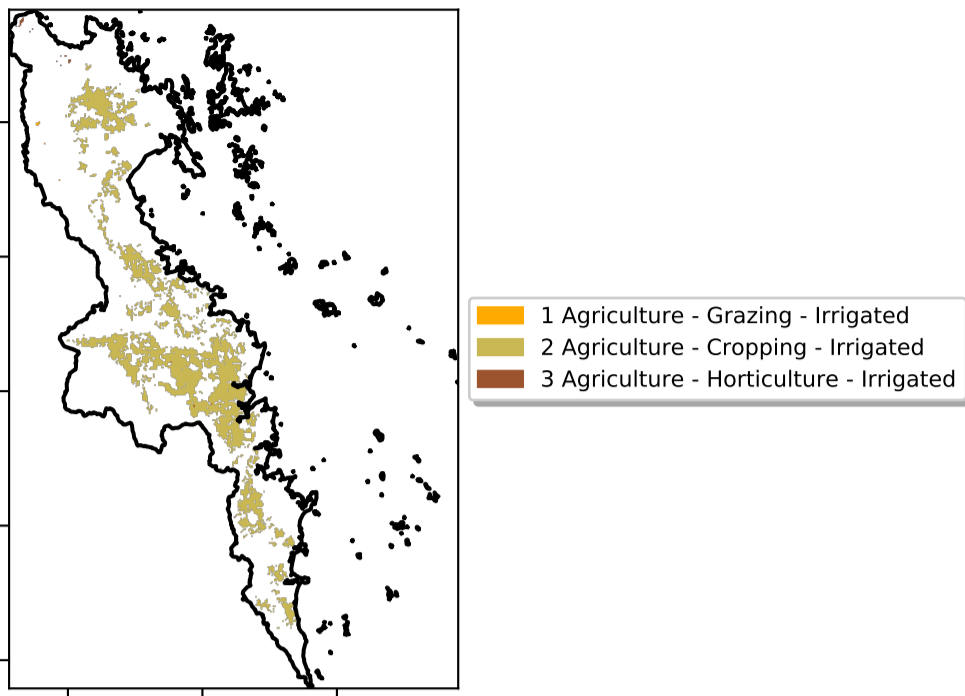 1 Agriculture - Grazing - Irrigated
2 Agriculture - Cropping - Irrigated
3 Agriculture - Horticulture - Irrigated